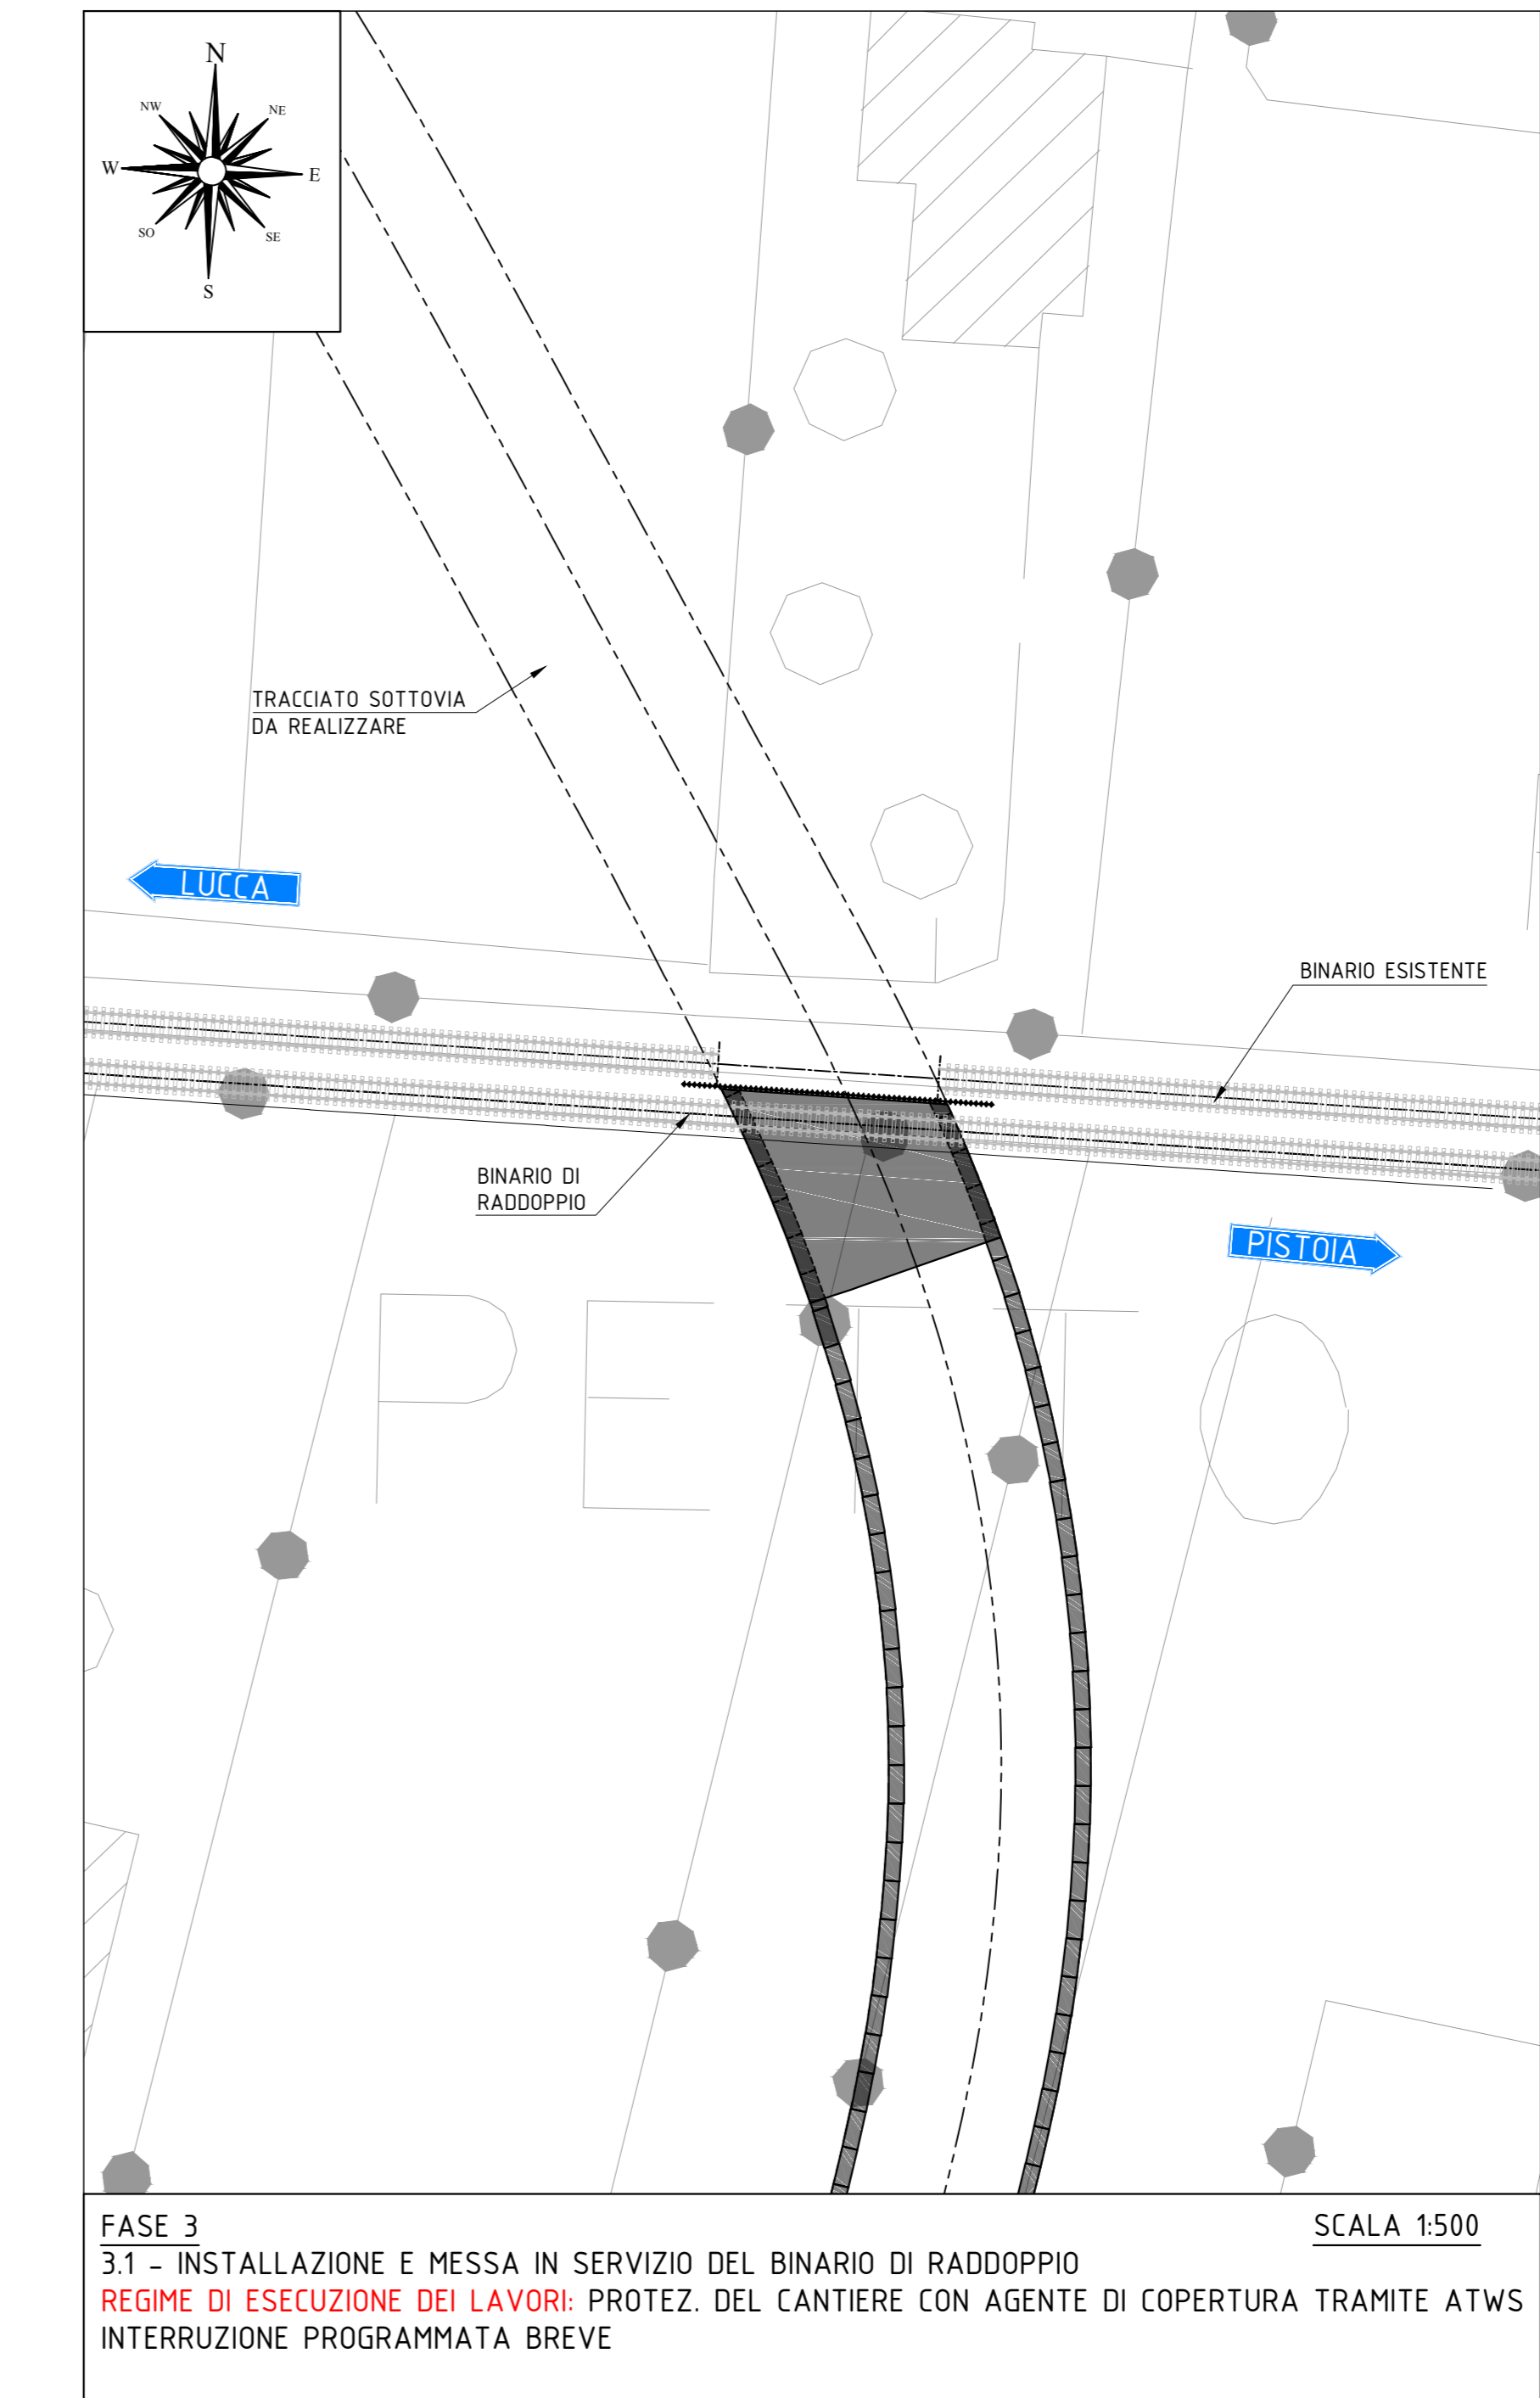 N
NW
NE
W
E
SO
SE
S
TRACCIATO SOTTOVIA
DA REALIZZARE
LUCCA
BINARIO ESISTENTE
BINARIO DI
RADDOPPIO
PISTOIA
PETTO
FASE 3
SCALA 1:500
3.1 - INSTALLAZIONE E MESSA IN SERVIZIO DEL BINARIO DI RADDOPPIO
REGIME DI ESECUZIONE DEI LAVORI: PROTEZ. DEL CANTIERE CON AGENTE DI COPERTURA TRAMITE ATWS
INTERRUZIONE PROGRAMMATA BREVE